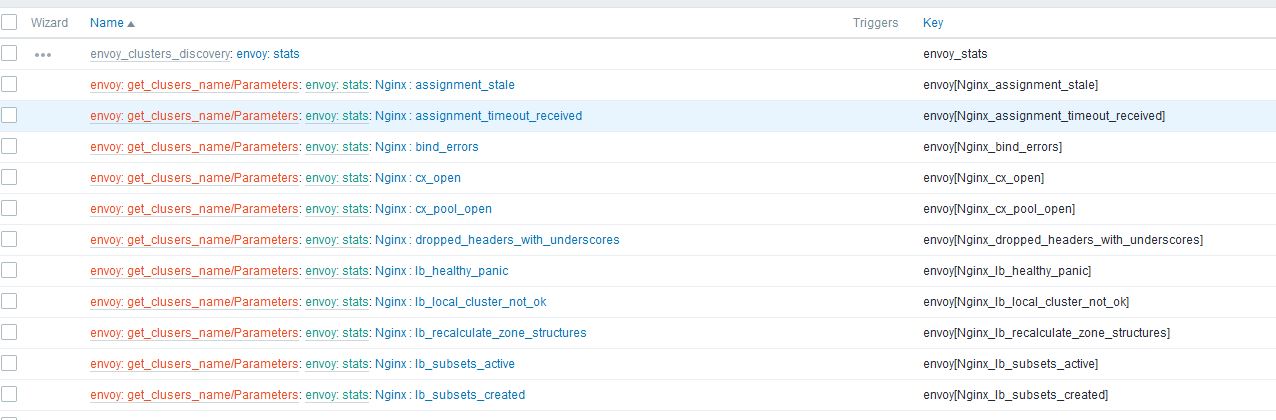 Wizard Name Triggers Key
envoy_clusters_discovery: envoy: stats envoy_stats
envoy: get_clusers_name/Parameters: envoy: stats: Nginx : assignment_stale envoy[Nginx_assignment_stale]
envoy: get_clusers_name/Parameters: envoy: stats: Nginx : assignment_timeout_received envoy[Nginx_assignment_timeout_received]
envoy: get_clusers_name/Parameters: envoy: stats: Nginx : bind_errors envoy[Nginx_bind_errors]
envoy: get_clusers_name/Parameters: envoy: stats: Nginx : cx_open envoy[Nginx_cx_open]
envoy: get_clusers_name/Parameters: envoy: stats: Nginx : cx_pool_open envoy[Nginx_cx_pool_open]
envoy: get_clusers_name/Parameters: envoy: stats: Nginx : dropped_headers_with_underscores envoy[Nginx_dropped_headers_with_underscores]
envoy: get_clusers_name/Parameters: envoy: stats: Nginx : lb_healthy_panic envoy[Nginx_lb_healthy_panic]
envoy: get_clusers_name/Parameters: envoy: stats: Nginx : lb_local_cluster_not_ok envoy[Nginx_lb_local_cluster_not_ok]
envoy: get_clusers_name/Parameters: envoy: stats: Nginx : lb_recalculate_zone_structures envoy[Nginx_lb_recalculate_zone_structures]
envoy: get_clusers_name/Parameters: envoy: stats: Nginx : lb_subsets_active envoy[Nginx_lb_subsets_active]
envoy: get_clusers_name/Parameters: envoy: stats: Nginx : lb_subsets_created envoy[Nginx_lb_subsets_created]